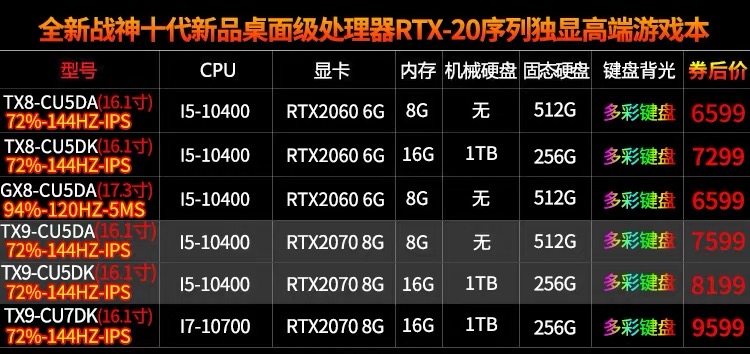 全新战神十代新品桌面级处理器RTX-20序列独显高端游戏本
型号 CPU 显卡 内存 机械硬盘 固态硬盘 键盘背光 券后价
TX8-CU5DA(16.1寸)
72%-144HZ-IPS I5-10400 RTX2060 6G 8G 无 512G 多彩键盘 6599
TX8-CU5DK(16.1寸)
72%-144HZ-IPS I5-10400 RTX2060 6G 16G 1TB 256G 多彩键盘 7299
GX8-CU5DA(17.3寸)
94%-120HZ-5MS I5-10400 RTX2060 6G 8G 无 512G 多彩键盘 6599
TX9-CU5DA(16.1寸)
72%-144HZ-IPS I5-10400 RTX2070 8G 8G 无 512G 多彩键盘 7599
TX9-CU5DK(16.1寸)
72%-144HZ-IPS I5-10400 RTX2070 8G 16G 1TB 256G 多彩键盘 8199
TX9-CU7DK(16.1寸)
72%-144HZ-IPS I7-10700 RTX2070 8G 16G 1TB 256G 多彩键盘 9599